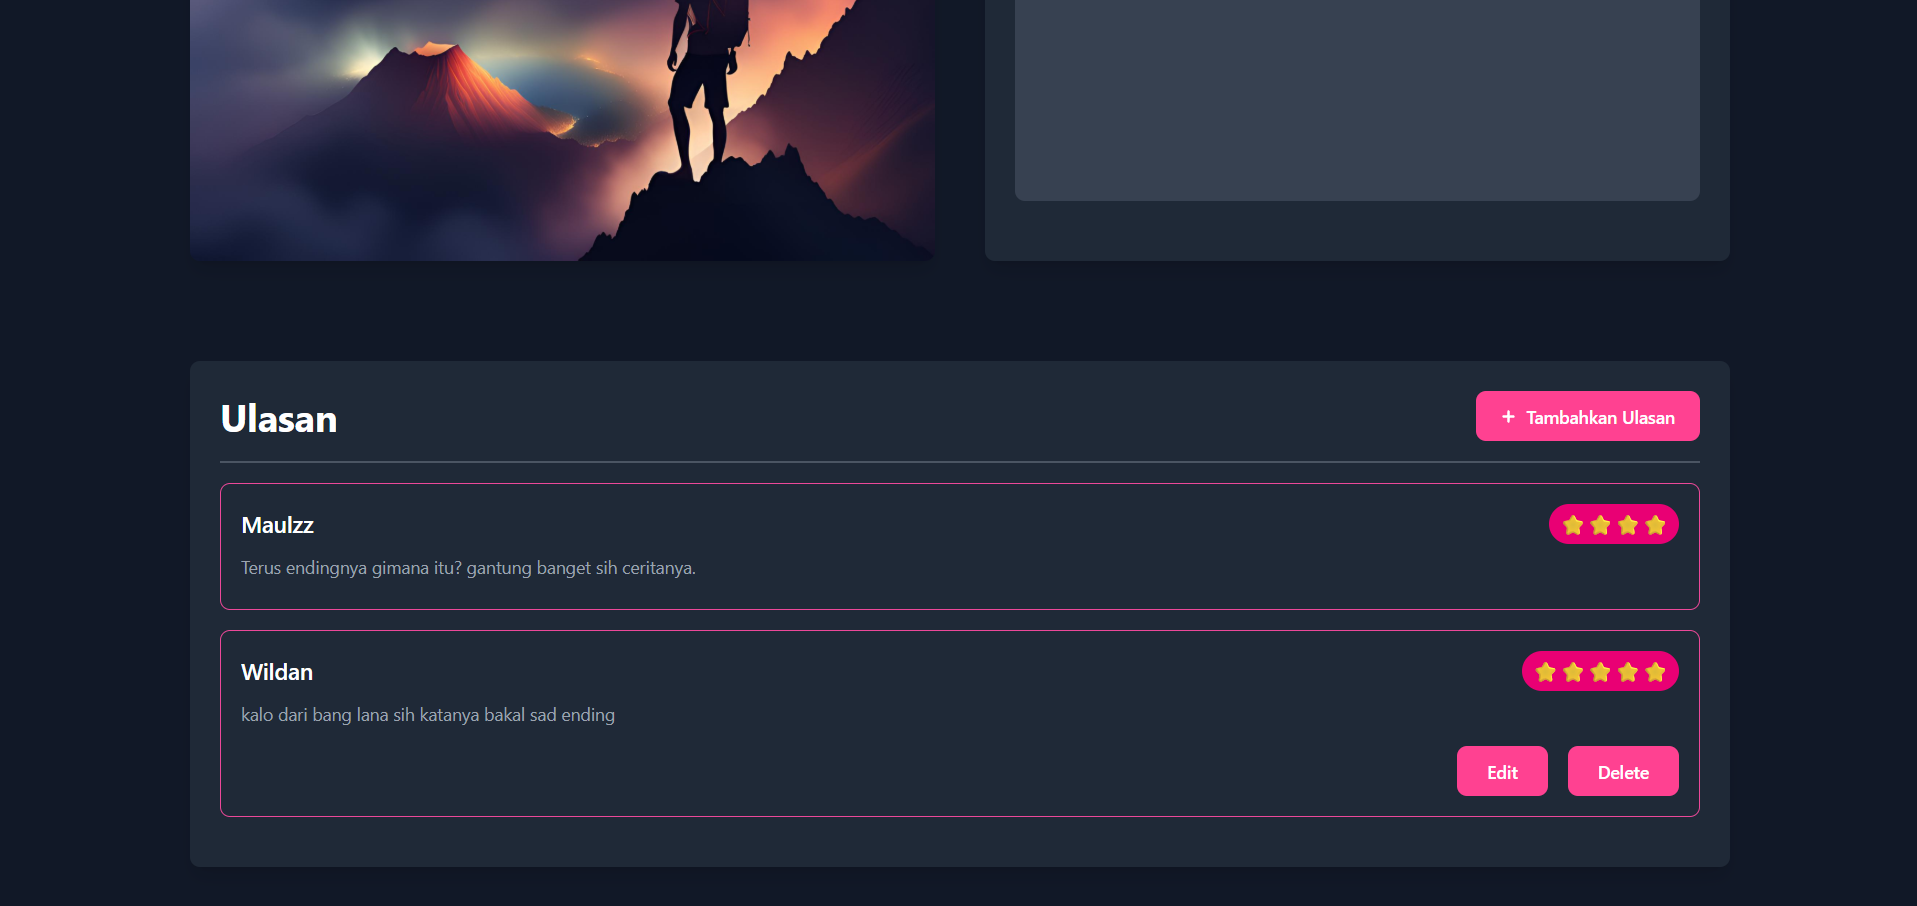 Ulasan
+ Tambahkan Ulasan
Maulzz
Terus endingnya gimana itu? gantung banget sih ceritanya.
Wildan
kalo dari bang lana sih katanya bakal sad ending
Edit
Delete